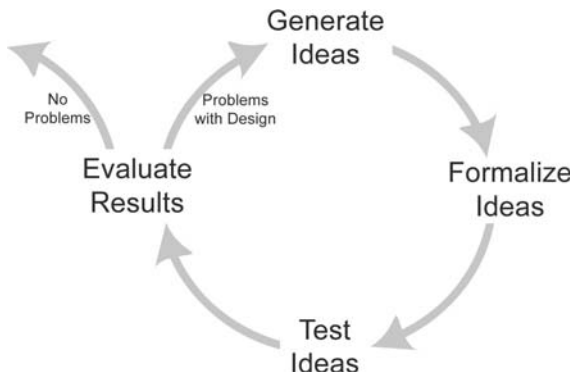 Generate
Ideas
No
Problems
Problems
with Design
Evaluate
Results
Formalize
Ideas
Test
Ideas